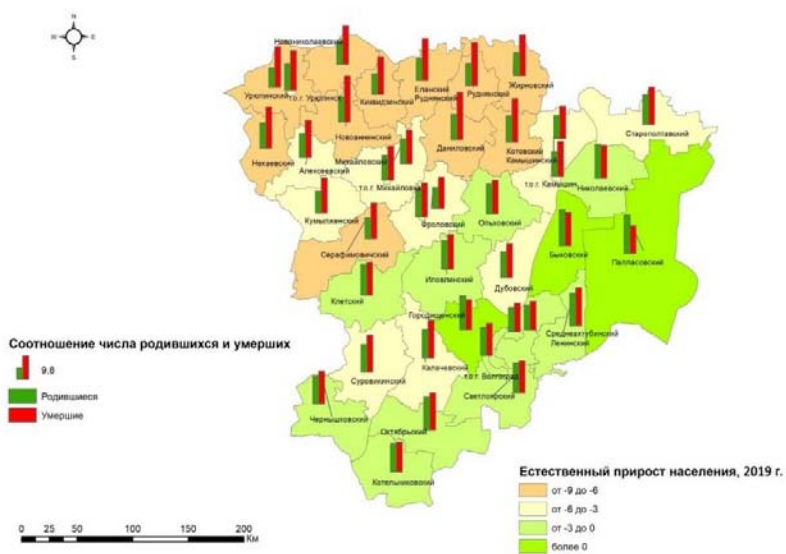 N
W E
S
Новониколаевский
Урюпинский
т.о.г. Урюпинск
Киквидзенский
Еланский
Руднянский
Руднянский
Жирновский
Нехаевский
Новоаннинский
Даниловский
Котовский
Камышинский
Старополтавский
Алексеевский
Михайловский
т.о.г. Михайловка
т.о.г. Камышин
Николаевский
Кумылженский
Фроловский
Ольховский
Серафимовичский
Быковский
Палласовский
Клетский
Иловлинский
Дубовский
Городищенский
Среднеахтубинский
Ленинский
Соотношение числа родившихся и умерших
9.8
Родившиеся
Умершие
Суровикинский
Калачевский
т.о.г. Волгоград
Светлоярский
Чернышковский
Октябрьский
Котельниковский
Естественный прирост населения, 2019 г.
от -9 до -6
от -6 до -3
от -3 до 0
более 0
0 25 50 100 150 200
Км